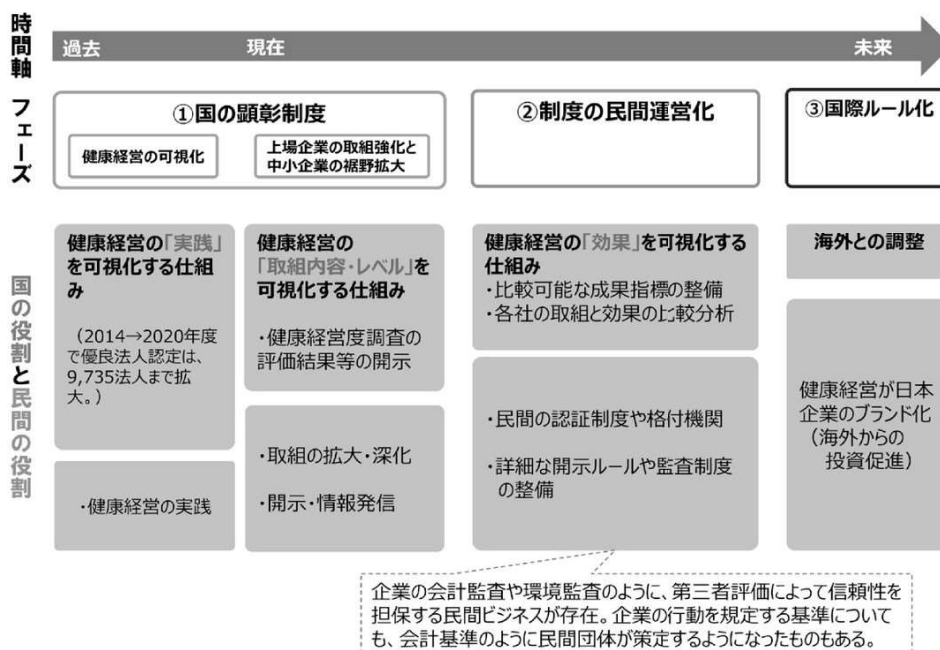 時間軸
過去
現在
未来
フェーズ
①国の顕彰制度
健康経営の可視化
上場企業の取組強化と
中小企業の裾野拡大
②制度の民間運営化
③国際ルール化
国の役割と民間の役割
健康経営の「実践」
を可視化する仕組
み
（2014→2020年度
で優良法人認定は、
9,735法人まで拡
大。）
・健康経営の実践
健康経営の
「取組内容・レベル」を
可視化する仕組み
・健康経営度調査の
評価結果等の開示
・取組の拡大・深化
・開示・情報発信
健康経営の「効果」を可視化する
仕組み
・比較可能な成果指標の整備
・各社の取組と効果の比較分析
・民間の認証制度や格付機関
・詳細な開示ルールや監査制度
の整備
海外との調整
健康経営が日本
企業のブランド化
（海外からの
投資促進）
企業の会計監査や環境監査のように、第三者評価によって信頼性を
担保する民間ビジネスが存在。企業の行動を規定する基準について
も、会計基準のように民間団体が策定するようになったものもある。